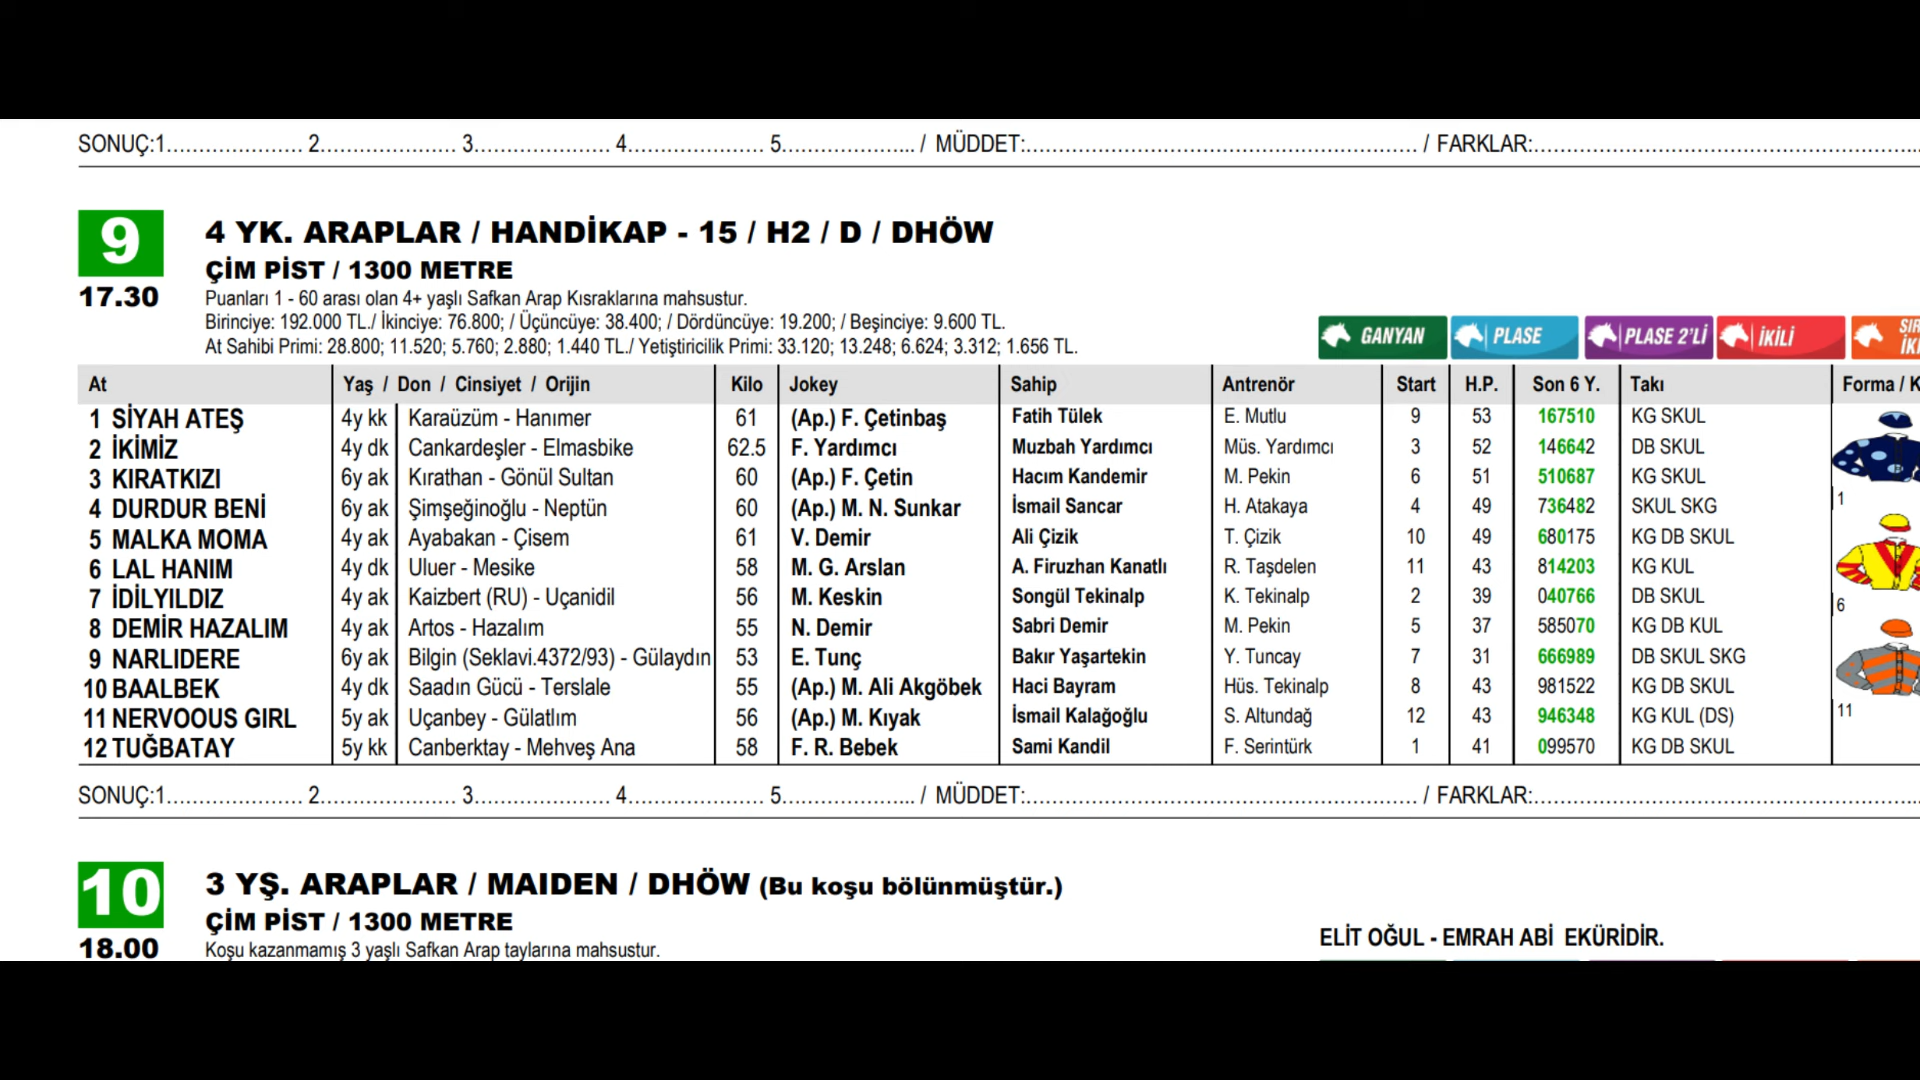 SONUÇ:1..................... 2..................... 3..................... 4..................... 5..................... / MÜDDET:............................................................ / FARKLAR:............................................................
9
17.30
4 YK. ARAPLAR / HANDİKAP - 15 / H2 / D / DHÖW
ÇİM PİST / 1300 METRE
Puanları 1 - 60 arası olan 4+ yaşlı Safkan Arap Kısraklarına mahsustur.
Birinciye: 192.000 TL./ İkinciye: 76.800; / Üçüncüye: 38.400; / Dördüncüye: 19.200; / Beşinciye: 9.600 TL.
At Sahibi Primi: 28.800; 11.520; 5.760; 2.880; 1.440 TL./ Yetiştiricilik Primi: 33.120; 13.248; 6.624; 3.312; 1.656 TL.
GANYAN PLASE PLASE 2'Lİ İKİLİ
At Yaş / Don / Cinsiyet / Orijin Kilo Jokey Sahip Antrenör Start H.P. Son 6 Y. Takı Forma / K
1 SİYAH ATEŞ 4y kk Karaüzüm - Hanımer 61 (Ap.) F. Çetinbaş Fatih Tülek E. Mutlu 9 53 167510 KG SKUL
2 İKİMİZ 4y dk Cankardeşler - Elmasbike 62.5 F. Yardımcı Muzbah Yardımcı Müs. Yardımcı 3 52 146642 DB SKUL
3 KIRATKIZI 6y ak Kırathan - Gönül Sultan 60 (Ap.) F. Çetin Hacım Kandemir M. Pekin 6 51 510687 KG SKUL
4 DURDUR BENİ 6y ak Şimşeğinoğlu - Neptün 60 (Ap.) M. N. Sunkar İsmail Sancar H. Atakaya 4 49 736482 SKUL SKG
1
5 MALKA MOMA 4y ak Ayabakan - Çisem 61 V. Demir Ali Çizik T. Çizik 10 49 680175 KG DB SKUL
6 LAL HANIM 4y dk Uluer - Mesike 58 M. G. Arslan A. Firuzhan Kanatlı R. Taşdelen 11 43 814203 KG KUL
7 İDİLYILDIZ 4y ak Kaizbert (RU) - Uçanidil 56 M. Keskin Songül Tekinalp K. Tekinalp 2 39 040766 DB SKUL
6
8 DEMİR HAZALIM 4y ak Artos - Hazalım 55 N. Demir Sabri Demir M. Pekin 5 37 585070 KG DB KUL
9 NARLIDERE 6y ak Bilgin (Seklavi.4372/93) - Gülaydın 53 E. Tunç Bakır Yaşartekin Y. Tuncay 7 31 666989 DB SKUL SKG
10 BAALBEK 4y dk Saadın Gücü - Terslale 55 (Ap.) M. Ali Akgöbek Haci Bayram Hüs. Tekinalp 8 43 981522 KG DB SKUL
11 NERVOOUS GIRL 5y ak Uçanbey - Gülatlım 56 (Ap.) M. Kıyak İsmail Kalağoğlu S. Altundağ 12 43 946348 KG KUL (DS)
11
12 TUĞBATAY 5y kk Canberktay - Mehveş Ana 58 F. R. Bebek Sami Kandil F. Serintürk 1 41 099570 KG DB SKUL
SONUÇ:1..................... 2..................... 3..................... 4..................... 5..................... / MÜDDET:............................................................ / FARKLAR:............................................................
10
18.00
3 YŞ. ARAPLAR / MAIDEN / DHÖW (Bu koşu bölünmüştür.)
ÇİM PİST / 1300 METRE
Koşu kazanmamış 3 yaşlı Safkan Arap taylarına mahsustur.
ELİT OĞUL - EMRAH ABİ EKÜRİDİR.